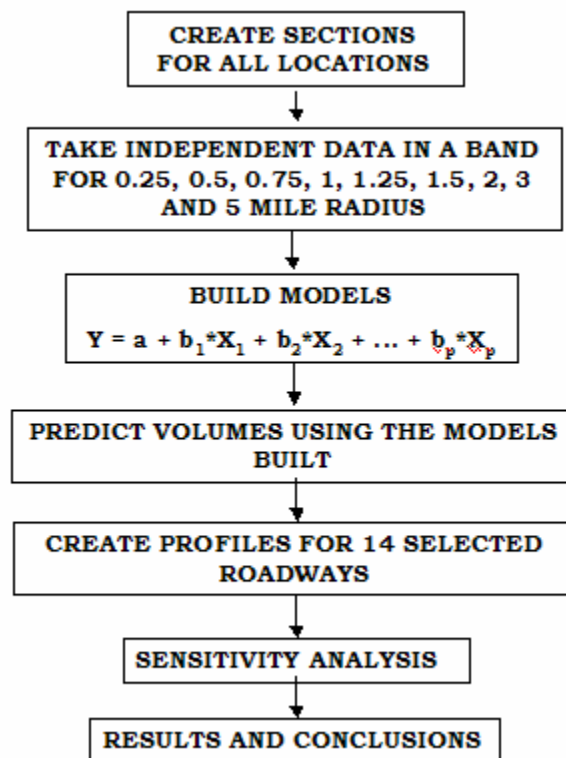 CREATE SECTIONS
FOR ALL LOCATIONS
TAKE INDEPENDENT DATA IN A BAND
FOR 0.25, 0.5, 0.75, 1, 1.25, 1.5, 2, 3
AND 5 MILE RADIUS
BUILD MODELS
Y = a + b₁*X₁ + b₂*X₂ + ... + bₚ*Xₚ
PREDICT VOLUMES USING THE MODELS
BUILT
CREATE PROFILES FOR 14 SELECTED
ROADWAYS
SENSITIVITY ANALYSIS
RESULTS AND CONCLUSIONS